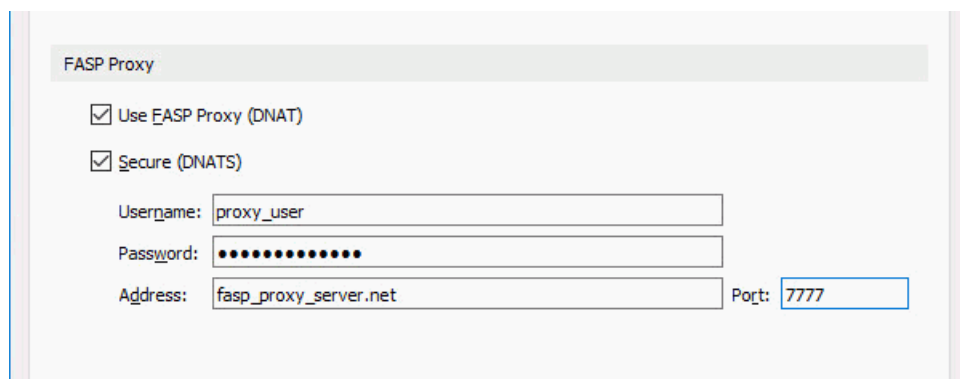 FASP Proxy
Use FASP Proxy (DNAT)
Secure (DNATS)
Username: proxy_user
Password: •••••••••••••
Address: fasp_proxy_server.net Port: 7777